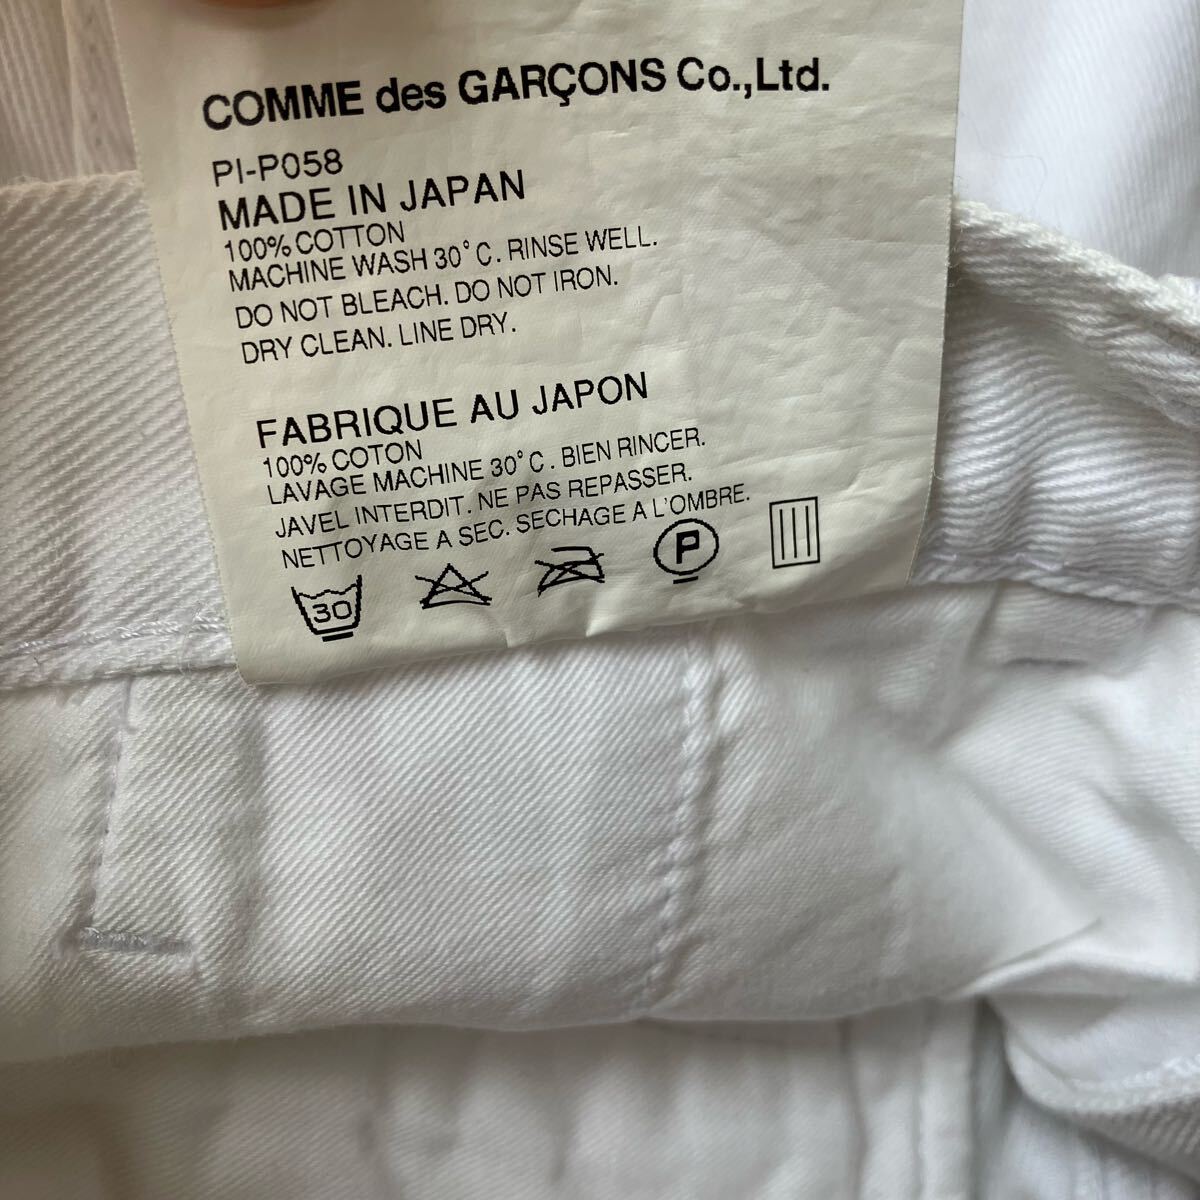 COMME des GARÇONS Co.,Ltd.
PI-P058
MADE IN JAPAN
100% COTTON
MACHINE WASH 30°C. RINSE WELL.
DO NOT BLEACH. DO NOT IRON.
DRY CLEAN. LINE DRY.
FABRIQUE AU JAPON
100% COTON
LAVAGE MACHINE 30°C. BIEN RINCER.
JAVEL INTERDIT. NE PAS REPASSER.
NETTOYAGE A SEC. SECHAGE A L'OMBRE.
30 P